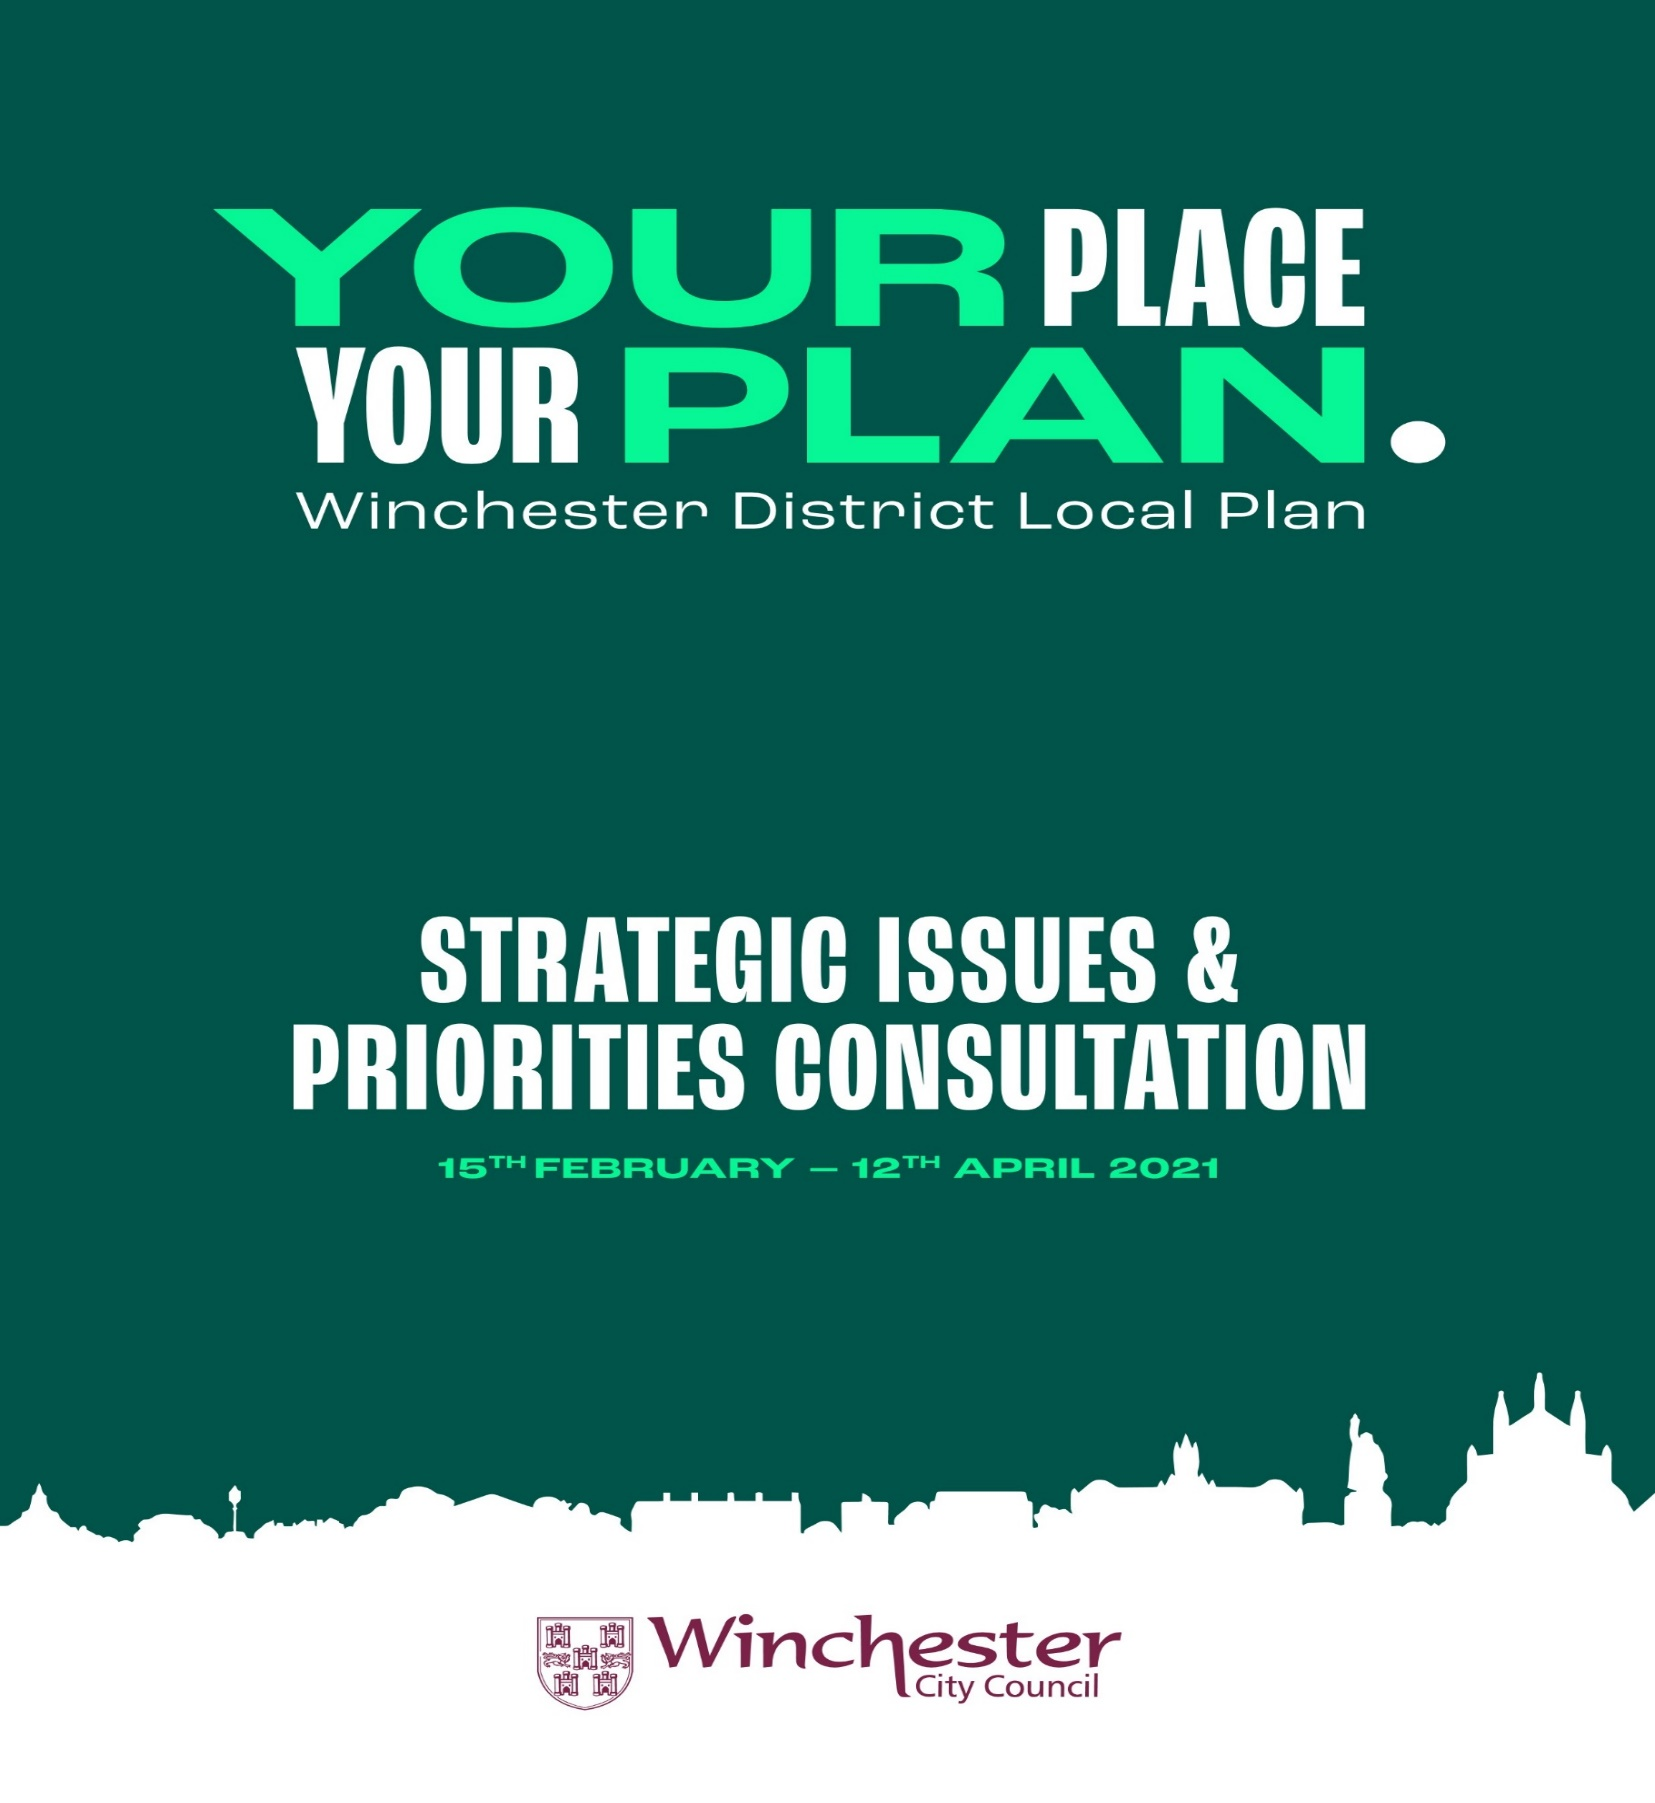 YOUR PLACE
YOUR PLAN.
Winchester District Local Plan
STRATEGIC ISSUES &
PRIORITIES CONSULTATION
15TH FEBRUARY – 12TH APRIL 2021
Winchester
City Council